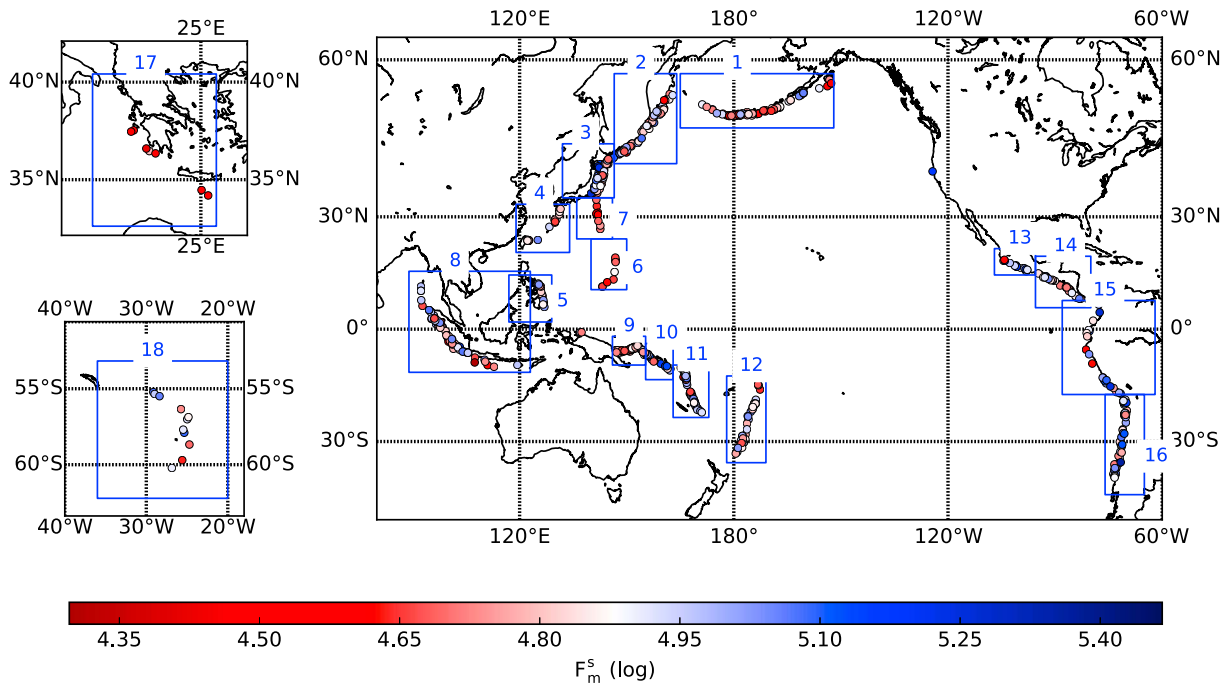 25°E
17
40°N
40°N
35°N
35°N
25°E
40°W
30°W
20°W
18
55°S
55°S
60°S
60°S
40°W
30°W
20°W
120°E
180°
120°W
60°W
60°N
60°N
2
1
3
4
30°N
30°N
7
13
14
8
6
5
15
0°
0°
9
10
11
12
30°S
30°S
16
120°E
180°
120°W
60°W
4.35
4.50
4.65
4.80
4.95
5.10
5.25
5.40
F_m^s (log)